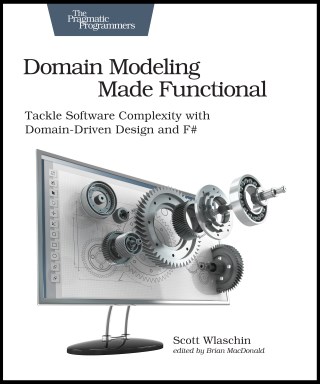 The
Pragmatic
Programmers
Domain Modeling
Made Functional
Tackle Software Complexity with
Domain-Driven Design and F#
Scott Wlaschin
edited by Brian MacDonald